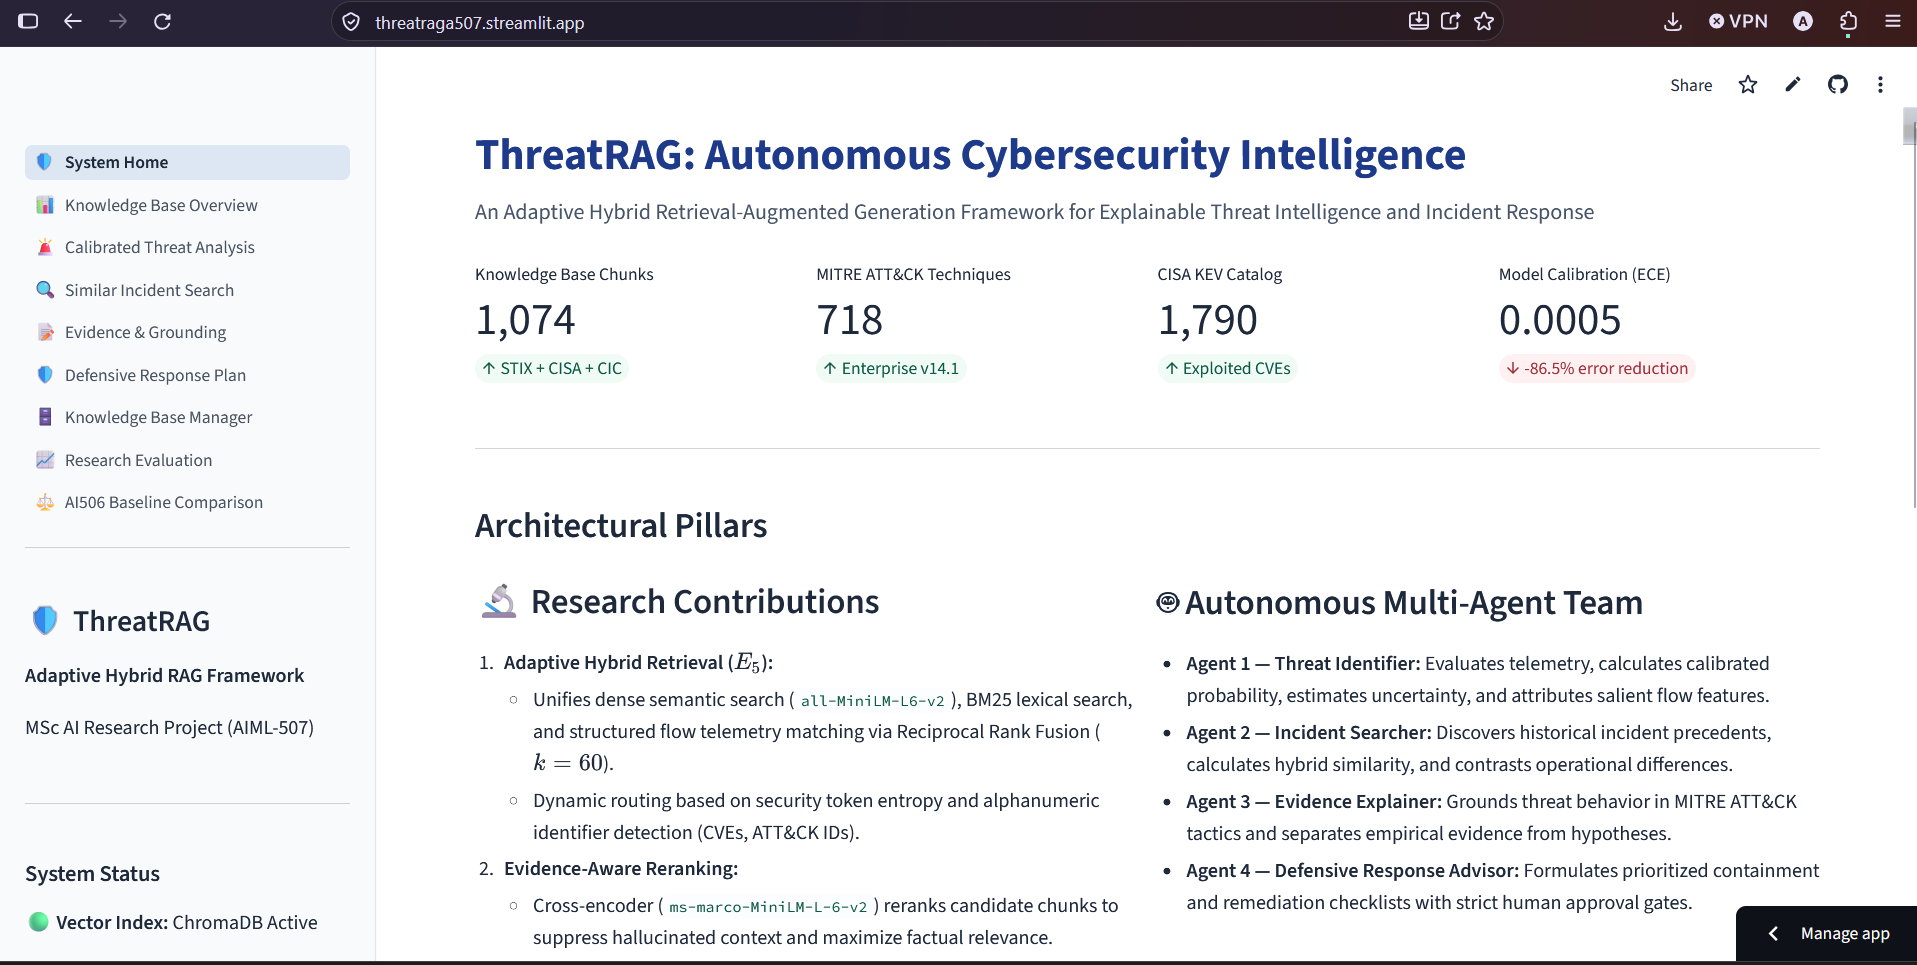 threatraga507.streamlit.app
VPN
A
Share
System Home
Knowledge Base Overview
Calibrated Threat Analysis
Similar Incident Search
Evidence & Grounding
Defensive Response Plan
Knowledge Base Manager
Research Evaluation
AI506 Baseline Comparison
ThreatRAG
Adaptive Hybrid RAG Framework
MSc AI Research Project (AIML-507)
System Status
Vector Index: ChromaDB Active
ThreatRAG: Autonomous Cybersecurity Intelligence
An Adaptive Hybrid Retrieval-Augmented Generation Framework for Explainable Threat Intelligence and Incident Response
Knowledge Base Chunks
1,074
↑ STIX + CISA + CIC
MITRE ATT&CK Techniques
718
↑ Enterprise v14.1
CISA KEV Catalog
1,790
↑ Exploited CVEs
Model Calibration (ECE)
0.0005
↓ -86.5% error reduction
Architectural Pillars
Research Contributions
1. Adaptive Hybrid Retrieval (E5):
Unifies dense semantic search ( all-MiniLM-L6-v2 ), BM25 lexical search,
and structured flow telemetry matching via Reciprocal Rank Fusion (
k = 60).
Dynamic routing based on security token entropy and alphanumeric
identifier detection (CVEs, ATT&CK IDs).
2. Evidence-Aware Reranking:
Cross-encoder ( ms-marco-MiniLM-L-6-v2 ) reranks candidate chunks to
suppress hallucinated context and maximize factual relevance.
Autonomous Multi-Agent Team
Agent 1 — Threat Identifier: Evaluates telemetry, calculates calibrated
probability, estimates uncertainty, and attributes salient flow features.
Agent 2 — Incident Searcher: Discovers historical incident precedents,
calculates hybrid similarity, and contrasts operational differences.
Agent 3 — Evidence Explainer: Grounds threat behavior in MITRE ATT&CK
tactics and separates empirical evidence from hypotheses.
Agent 4 — Defensive Response Advisor: Formulates prioritized containment
and remediation checklists with strict human approval gates.
Manage app